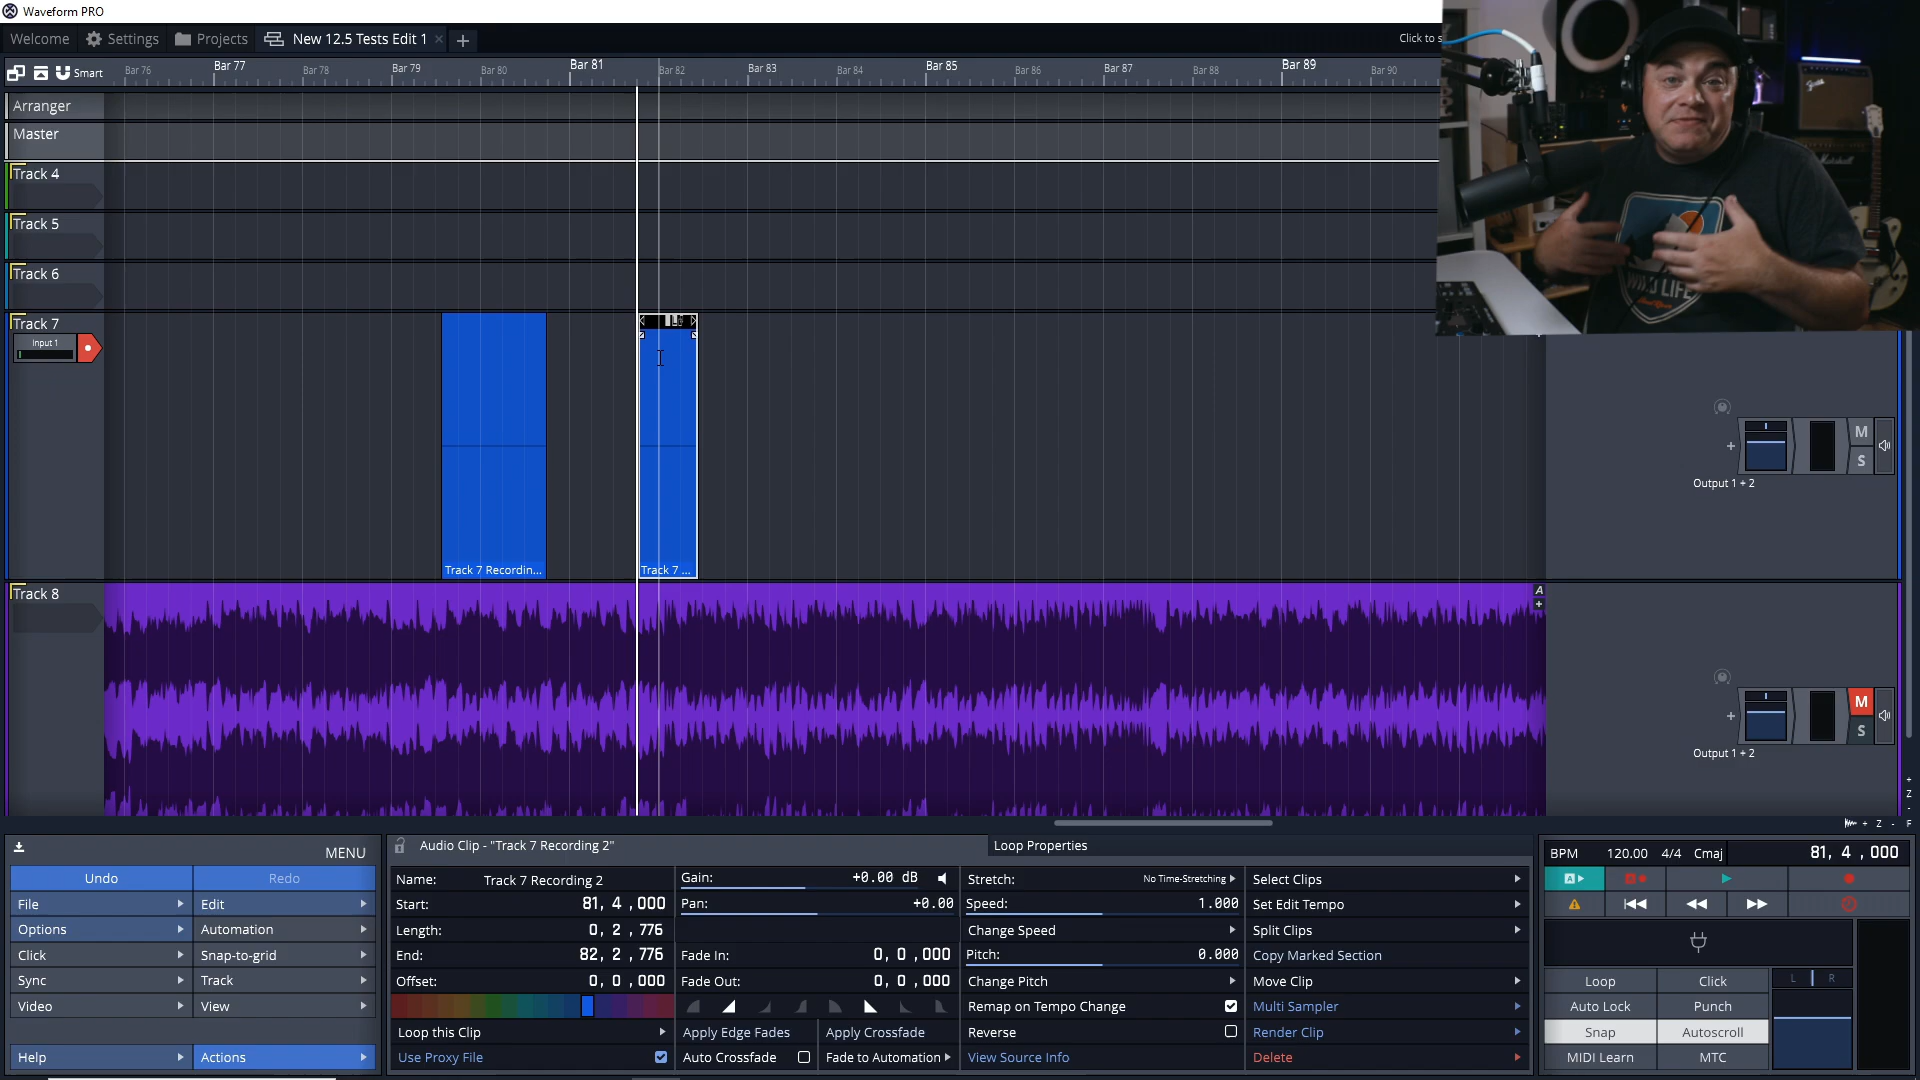 Waveform PRO
Welcome Settings Projects New 12.5 Tests Edit 1 × +
Click to s
Smart Bar 76 Bar 77 Bar 78 Bar 79 Bar 80 Bar 81 Bar 82 Bar 83 Bar 84 Bar 85 Bar 86 Bar 87 Bar 88 Bar 89 Bar 90
Arranger
Master
Track 4
Track 5
Track 6
Track 7
Input 1
M
S
Output 1 + 2
Track 7 Recordin... Track 7 ...
Track 8
A
+
M
S
Output 1 + 2
MENU
Undo Redo
File Edit
Options Automation
Click Snap-to-grid
Sync Track
Video View
Help Actions
Audio Clip - "Track 7 Recording 2" Loop Properties
Name: Track 7 Recording 2
Start: 81, 4 ,000
Length: 0, 2 ,776
End: 82, 2 ,776
Offset: 0, 0 ,000
Loop this Clip
Use Proxy File
Gain: +0.00 dB
Pan: +0.00
Fade In: 0, 0 ,000
Fade Out: 0, 0 ,000
Apply Edge Fades Apply Crossfade
Auto Crossfade Fade to Automation
Stretch: No Time-Stretching
Speed: 1.000
Change Speed
Pitch: 0.000
Change Pitch
Remap on Tempo Change
Reverse
View Source Info
Select Clips
Set Edit Tempo
Split Clips
Copy Marked Section
Move Clip
Multi Sampler
Render Clip
Delete
+ Z - F
BPM 120.00 4/4 Cmaj 81, 4 ,000
Loop Click
Auto Lock Punch
Snap Autoscroll
MIDI Learn MTC
L R